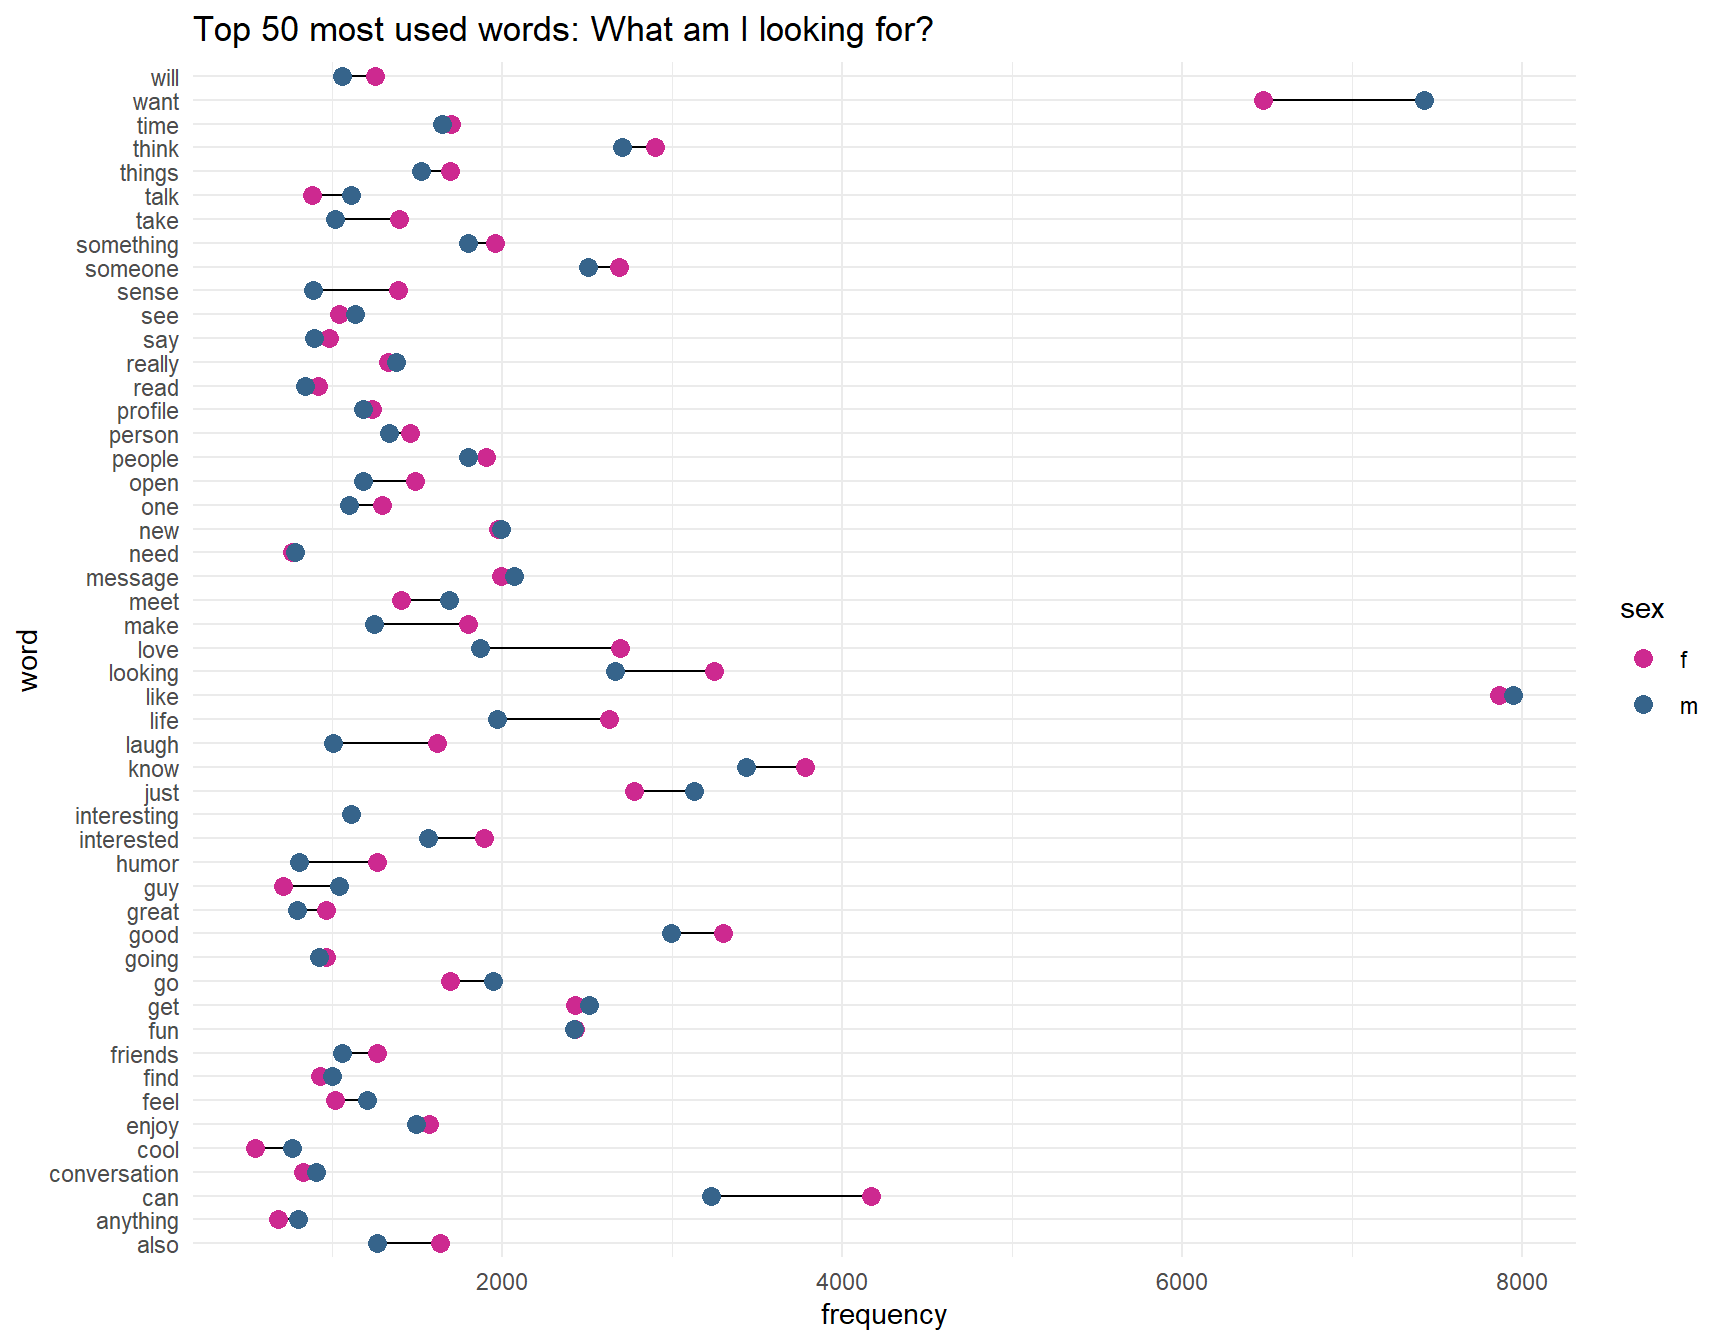 Top 50 most used words: What am I looking for?
will
want
time
think
things
talk
take
something
someone
sense
see
say
really
read
profile
person
people
open
one
new
need
message
meet
make
love
looking
like
life
laugh
know
just
interesting
interested
humor
guy
great
good
going
go
get
fun
friends
find
feel
enjoy
cool
conversation
can
anything
also
word
2000 4000 6000 8000
frequency
sex
f
m